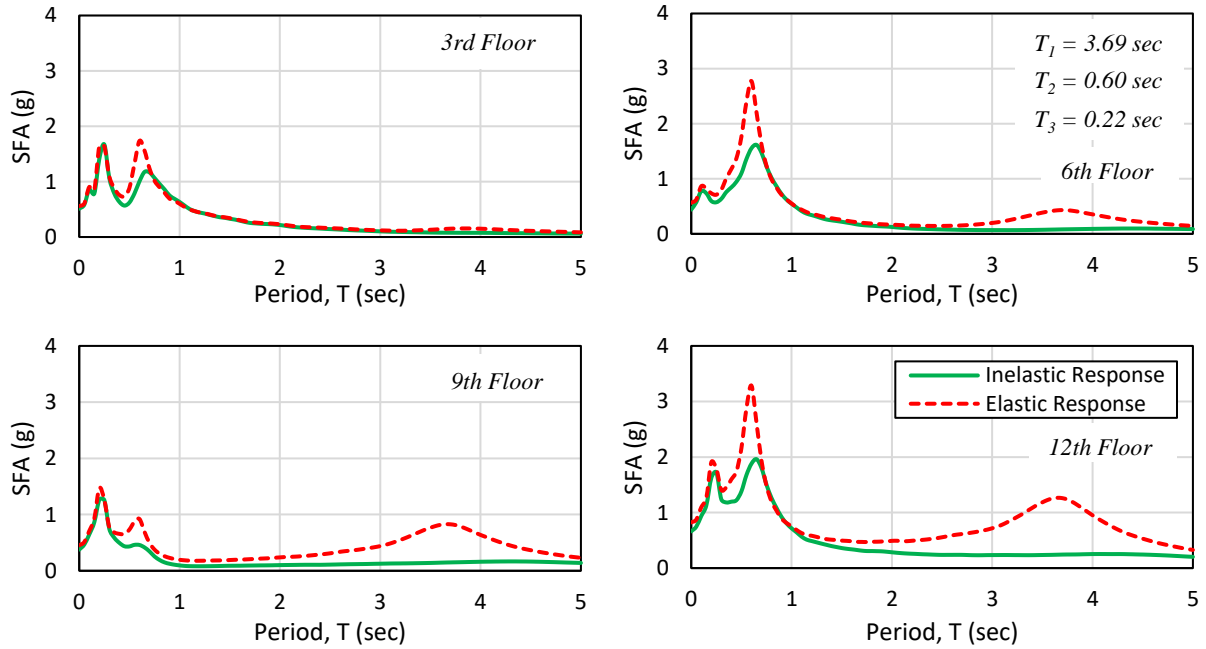 4
3
2
1
0
SFA (g)
3rd Floor
0 1 2 3 4 5
Period, T (sec)
4
3
2
1
0
SFA (g)
T1 = 3.69 sec
T2 = 0.60 sec
T3 = 0.22 sec
6th Floor
0 1 2 3 4 5
Period, T (sec)
4
3
2
1
0
SFA (g)
9th Floor
0 1 2 3 4 5
Period, T (sec)
4
3
2
1
0
SFA (g)
Inelastic Response
Elastic Response
12th Floor
0 1 2 3 4 5
Period, T (sec)